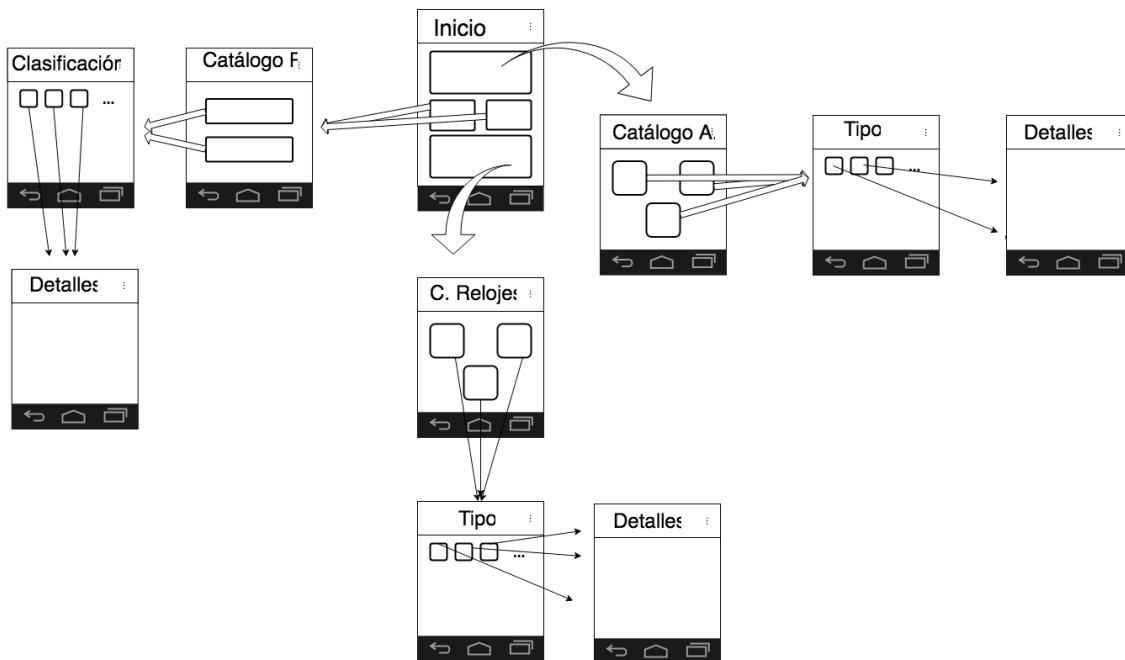 Inicio
Clasificación
Catálogo F
...
Catálogo A.
Tipo
Detalles
...
Detalles
C. Relojes
Tipo
Detalles
...